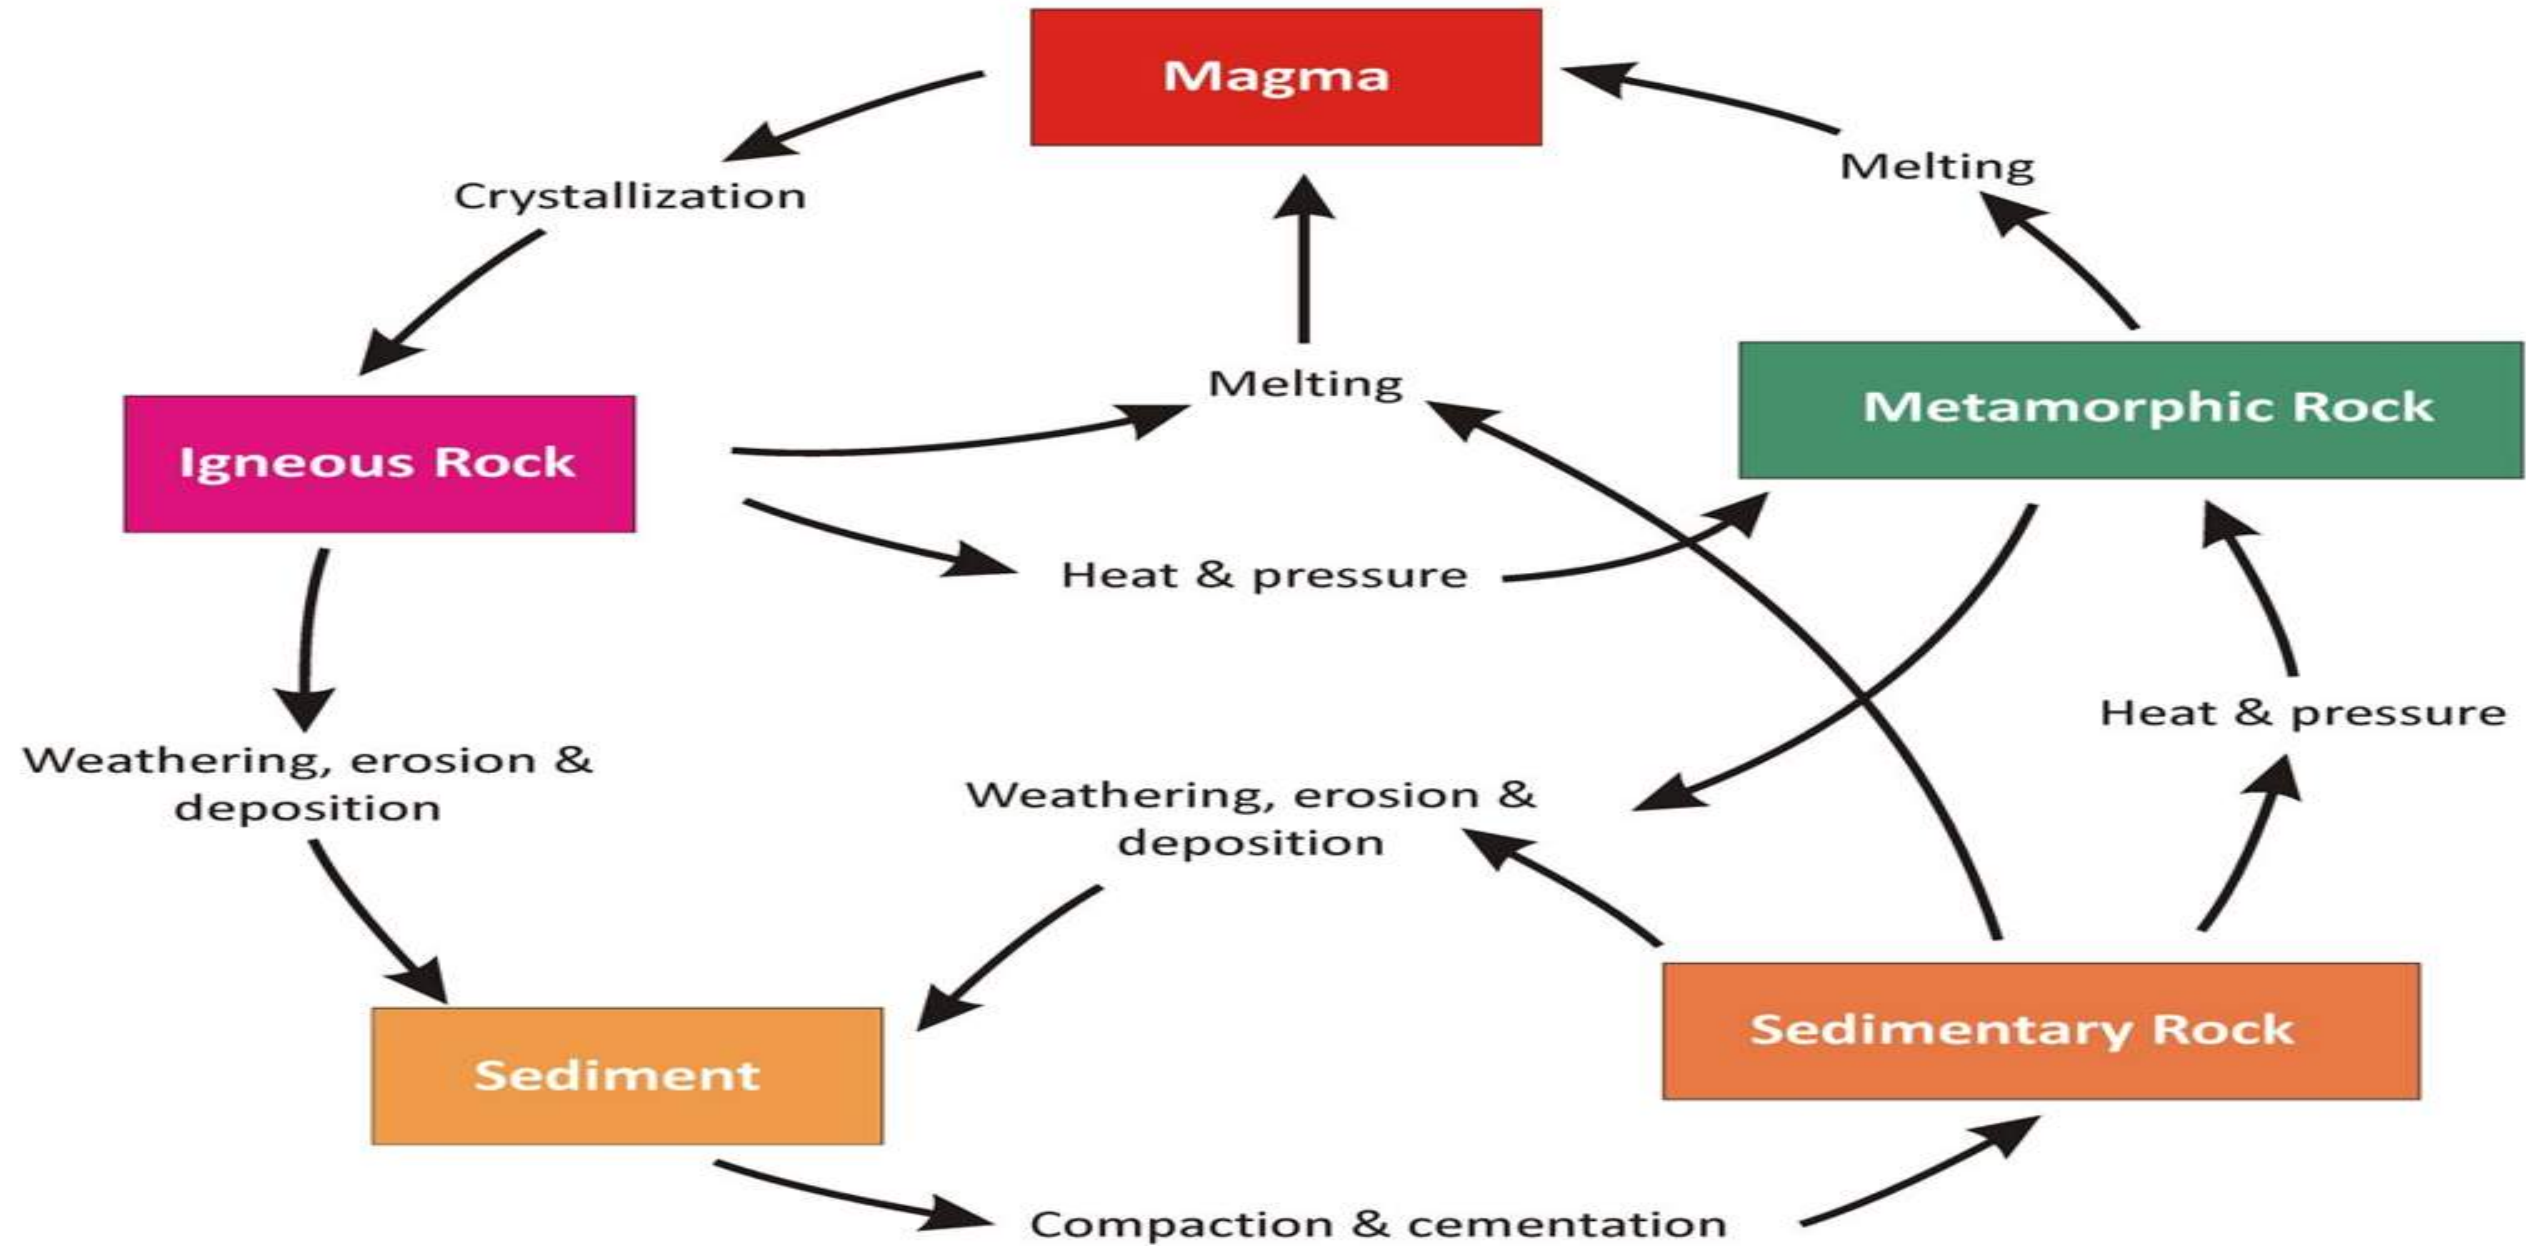 Magma
Melting
Crystallization
Melting
Metamorphic Rock
Igneous Rock
Heat & pressure
Heat & pressure
Weathering, erosion &
deposition
Weathering, erosion &
deposition
Sedimentary Rock
Sediment
Compaction & cementation